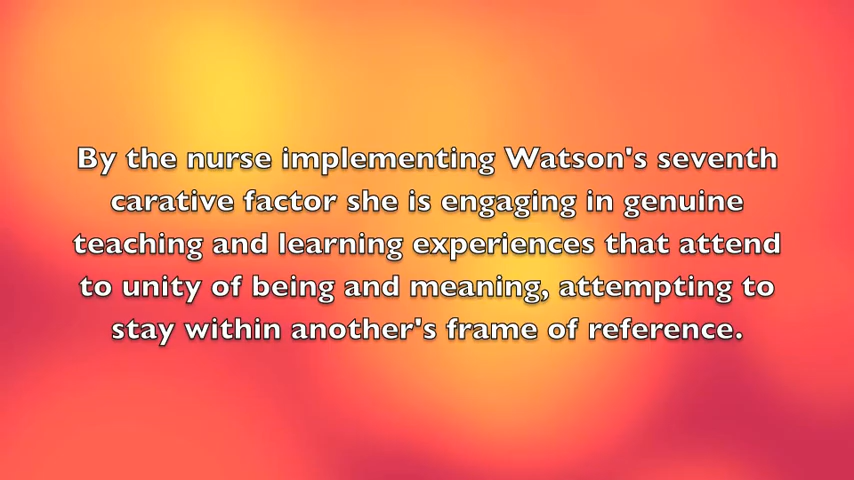 By the nurse implementing Watson's seventh
carative factor she is engaging in genuine
teaching and learning experiences that attend
to unity of being and meaning, attempting to
stay within another's frame of reference.